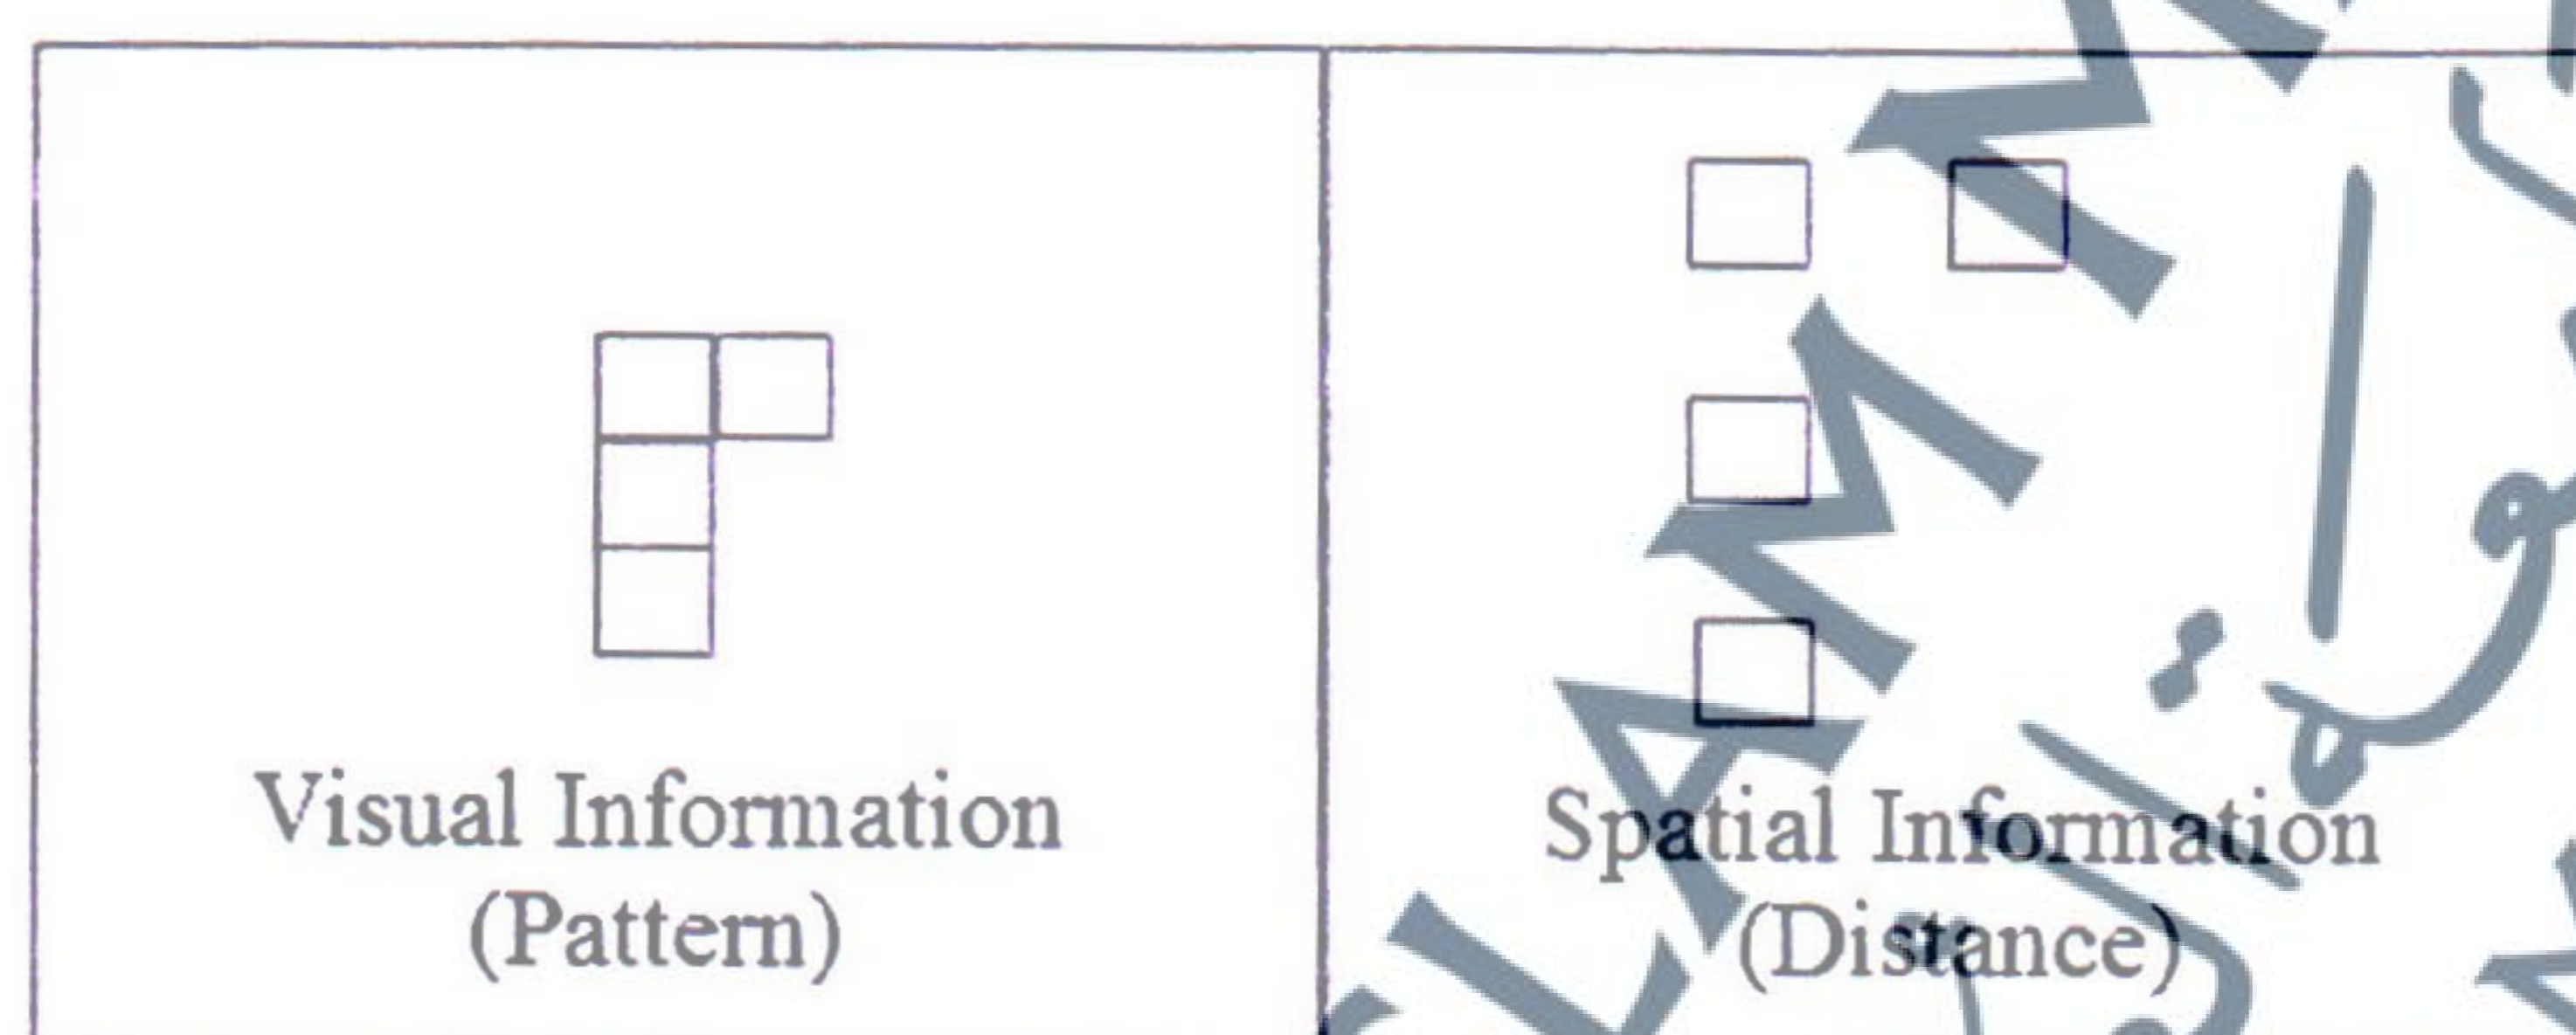 Visual Information
(Pattern)
Spatial Information
(Distance)